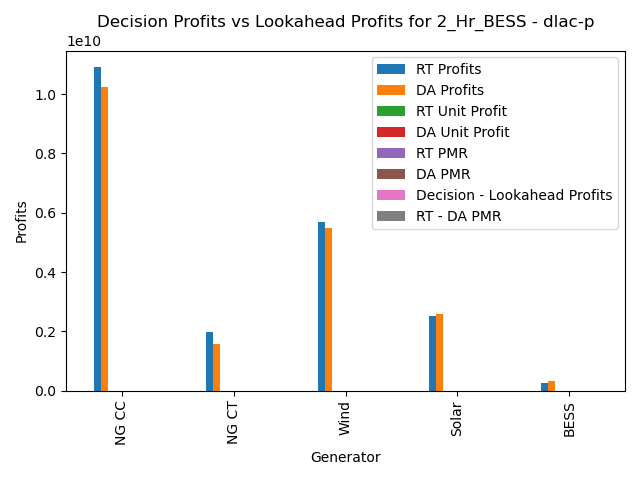 Decision Profits vs Lookahead Profits for 2_Hr_BESS - dlac-p
1e10
RT Profits
DA Profits
RT Unit Profit
DA Unit Profit
RT PMR
DA PMR
Decision - Lookahead Profits
RT - DA PMR
Profits
1.0
0.8
0.6
0.4
0.2
0.0
NG CC
NG CT
Wind
Solar
BESS
Generator